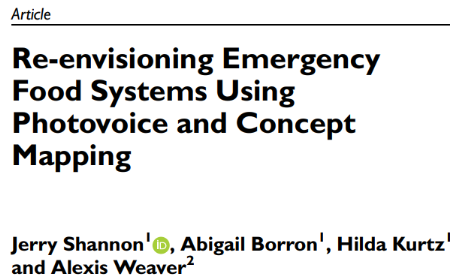 Article
Re-envisioning Emergency
Food Systems Using
Photovoice and Concept
Mapping
Jerry Shannon1 iD, Abigail Borron1, Hilda Kurtz1
and Alexis Weaver2